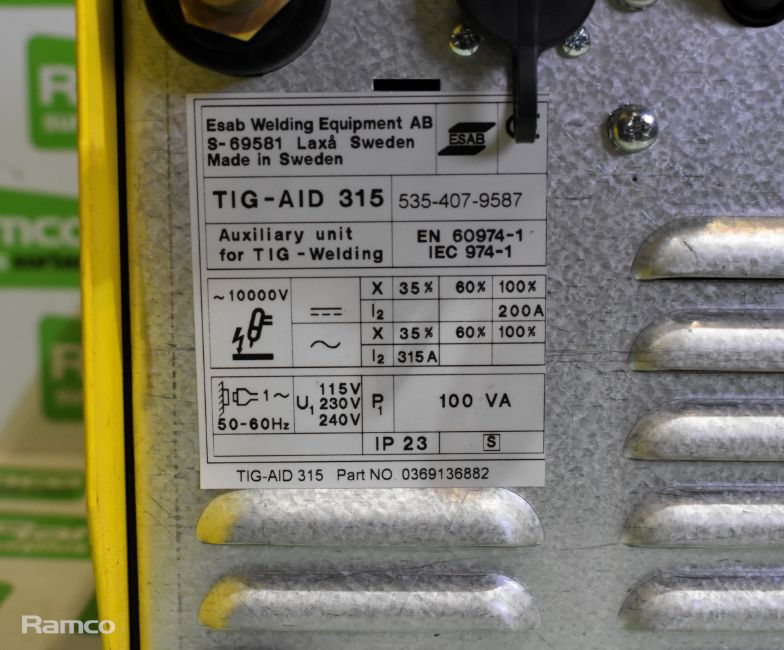 Esab Welding Equipment AB
S-69581 Laxå Sweden
Made in Sweden
ESAB
TIG-AID 315 535-407-9587
Auxiliary unit
for TIG-Welding
EN 60974-1
IEC 974-1
~10000V
X 35% 60% 100%
I2 200A
X 35% 60% 100%
I2 315A
1~
50-60Hz
U1 115V
230V
240V
P1 100 VA
IP 23 S
TIG-AID 315 Part NO 0369136882
Ramco